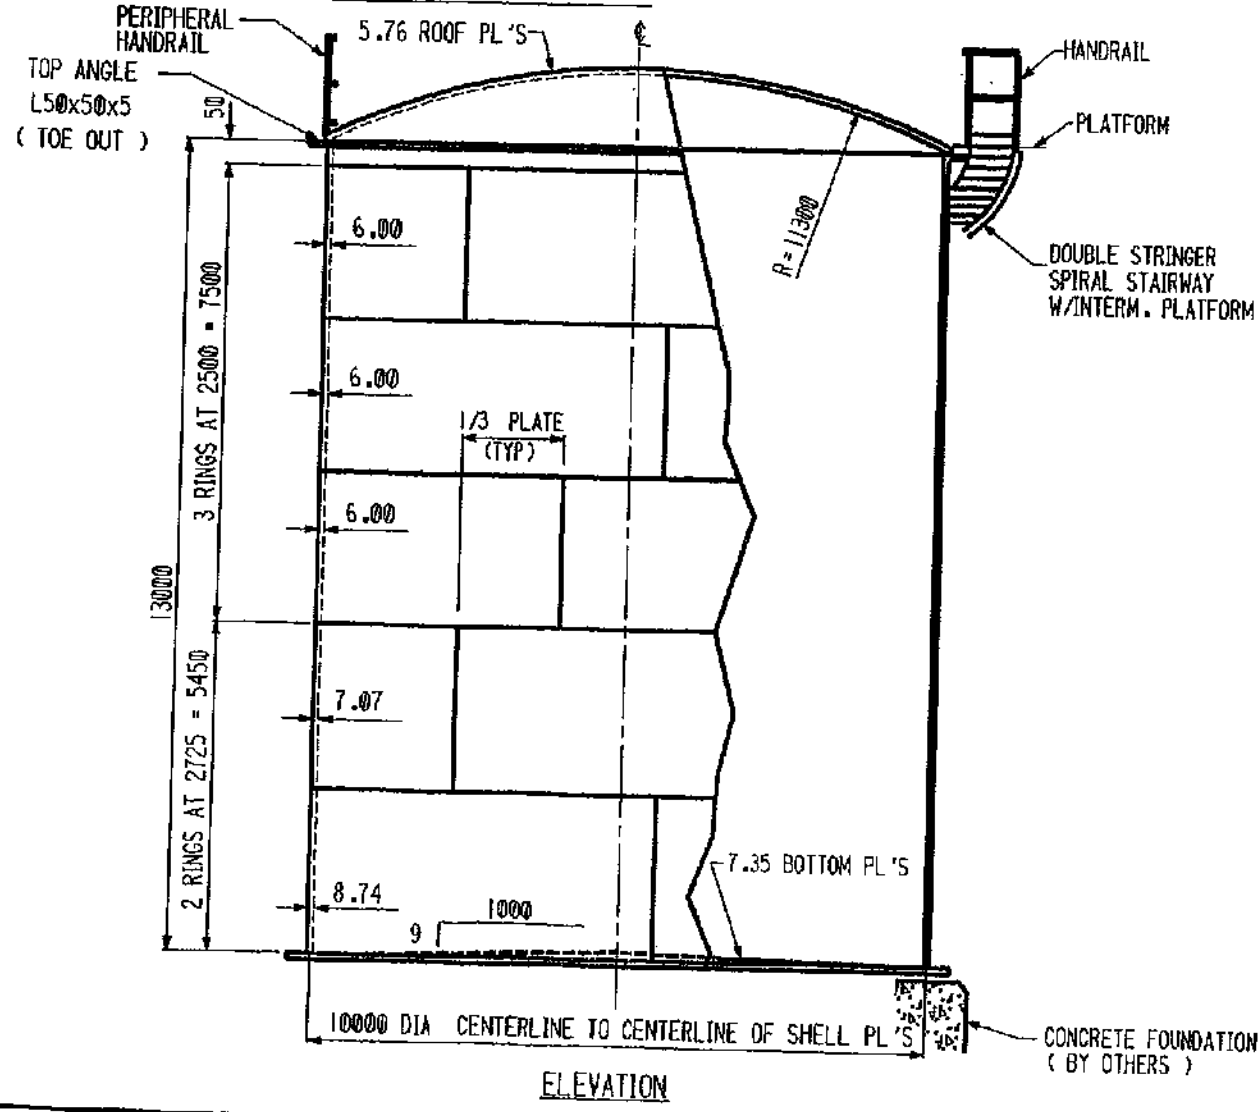 PERIPHERAL
HANDRAIL
5.76 ROOF PL'S
℄
HANDRAIL
TOP ANGLE
L50x50x5
( TOE OUT )
50
PLATFORM
6.00
R=11300
DOUBLE STRINGER
SPIRAL STAIRWAY
W/INTERM. PLATFORM
3 RINGS AT 2500 = 7500
6.00
1/3 PLATE
(TYP)
6.00
13000
2 RINGS AT 2725 = 5450
7.07
7.35 BOTTOM PL'S
8.74
1000
9
10000 DIA CENTERLINE TO CENTERLINE OF SHELL PL'S
CONCRETE FOUNDATION
( BY OTHERS )
ELEVATION